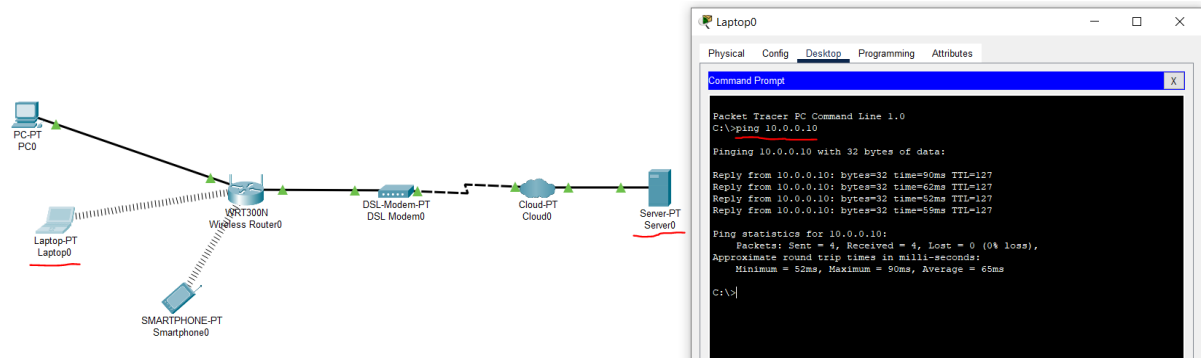 PC-PT
PC0
Laptop-PT
Laptop0
SMARTPHONE-PT
Smartphone0
WRT300N
Wireless Router0
DSL-Modem-PT
DSL Modem0
Cloud-PT
Cloud0
Server-PT
Server0
Laptop0
Physical Config Desktop Programming Attributes
Command Prompt
X
Packet Tracer PC Command Line 1.0
C:\>ping 10.0.0.10
Pinging 10.0.0.10 with 32 bytes of data:
Reply from 10.0.0.10: bytes=32 time=90ms TTL=127
Reply from 10.0.0.10: bytes=32 time=62ms TTL=127
Reply from 10.0.0.10: bytes=32 time=52ms TTL=127
Reply from 10.0.0.10: bytes=32 time=59ms TTL=127
Ping statistics for 10.0.0.10:
Packets: Sent = 4, Received = 4, Lost = 0 (0% loss),
Approximate round trip times in milli-seconds:
Minimum = 52ms, Maximum = 90ms, Average = 65ms
C:\>